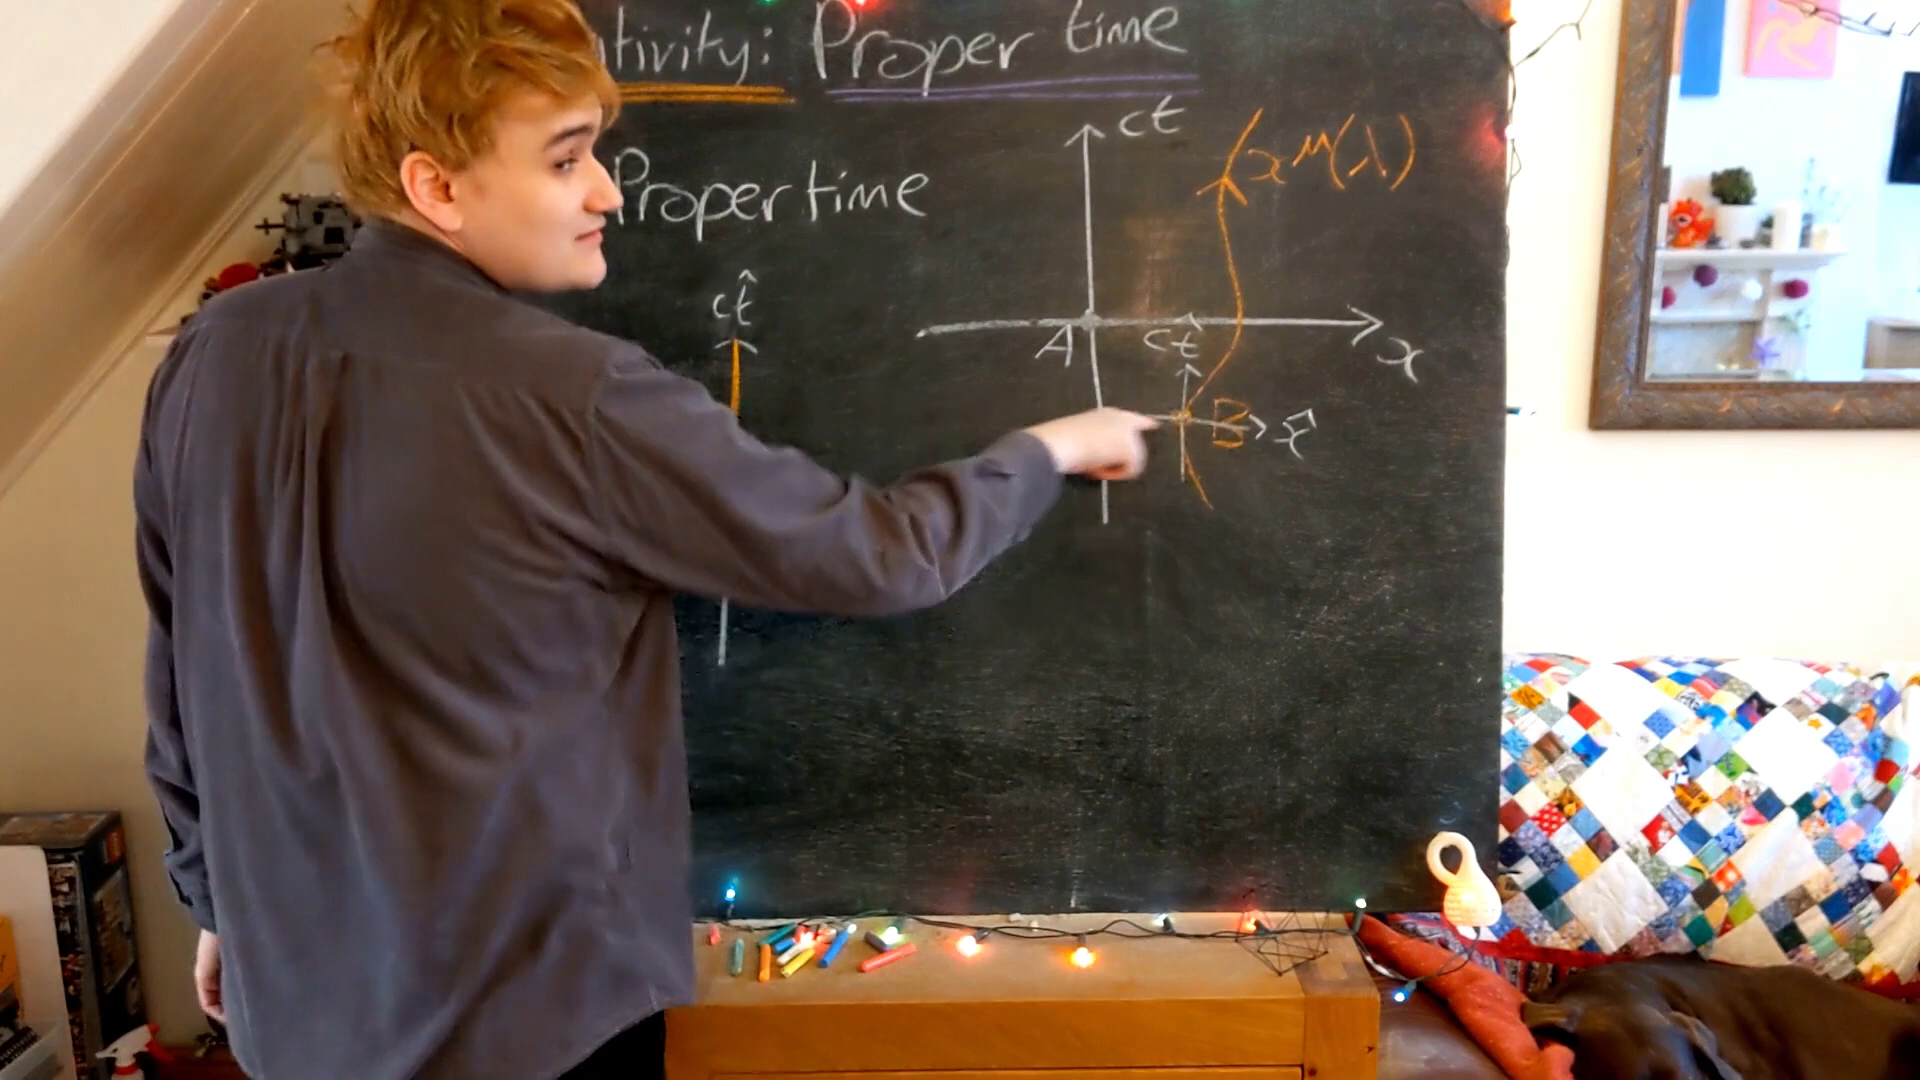 tivity: Proper time
Proper time
ct
x^μ(λ)
ct̂
A
ct̂
x
B
x̂